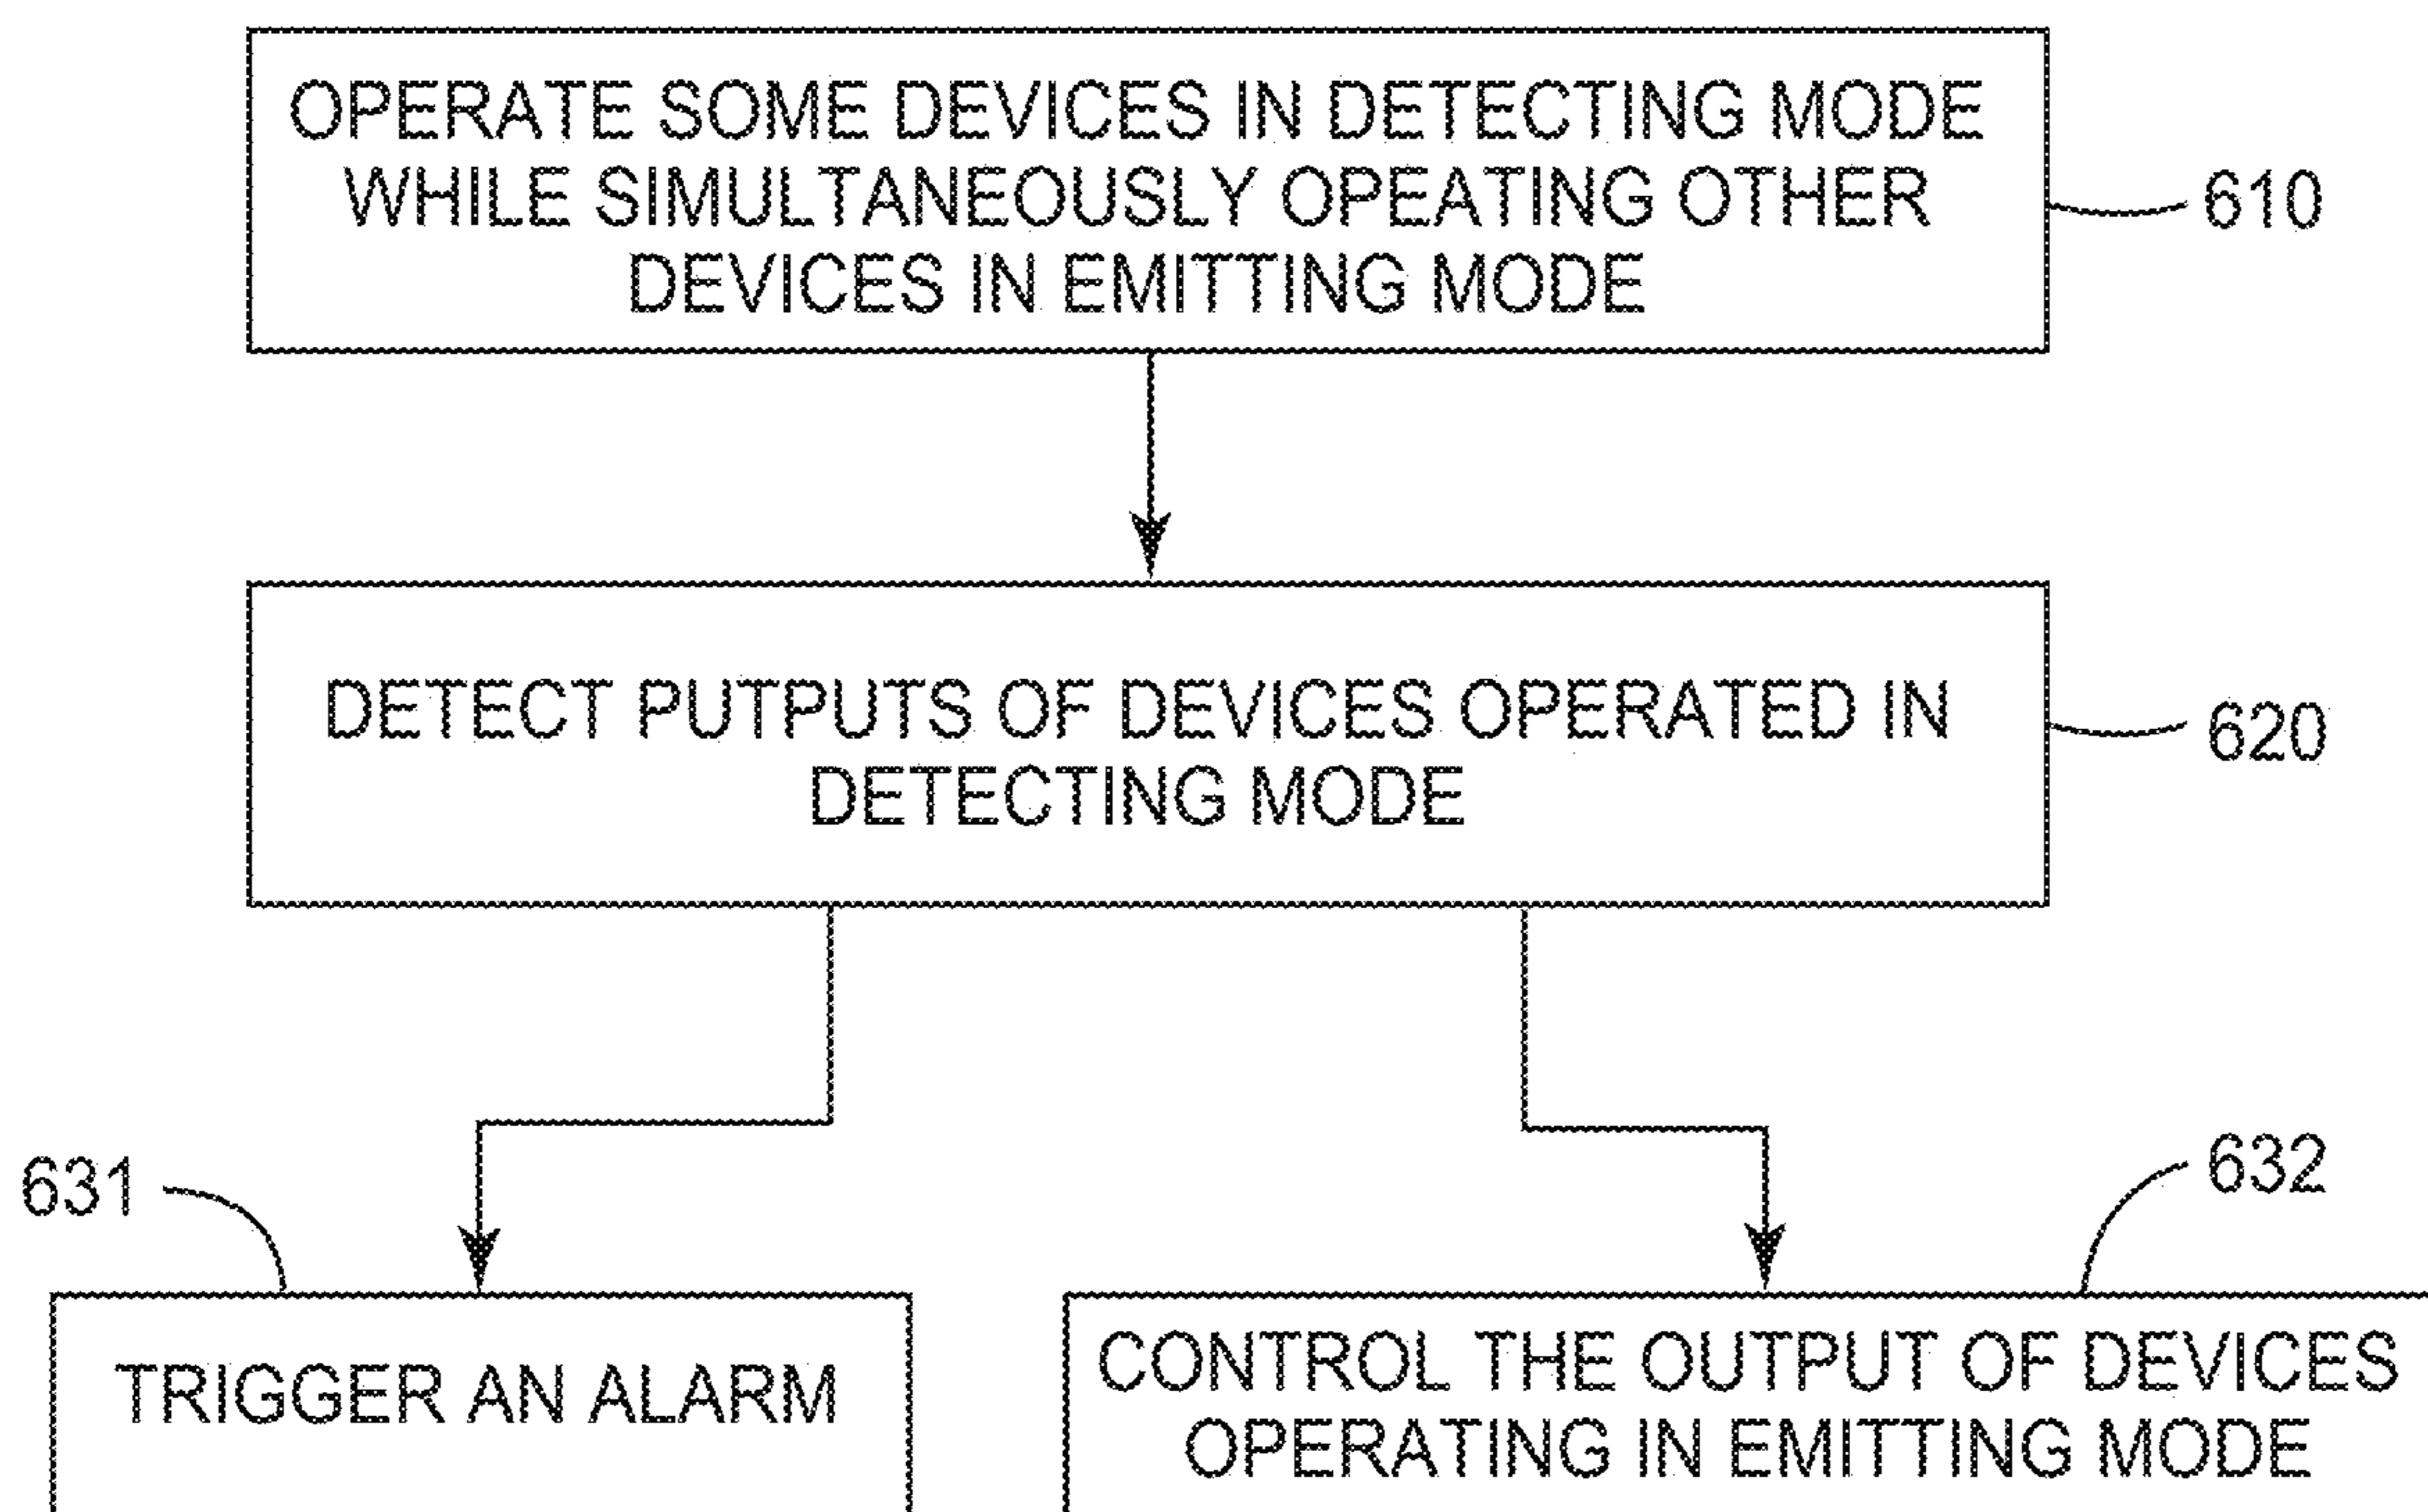 OPERATE SOME DEVICES IN DETECTING MODE
WHILE SIMULTANEOUSLY OPEATING OTHER
DEVICES IN EMITTING MODE
610
DETECT PUTPUTS OF DEVICES OPERATED IN
DETECTING MODE
620
631
632
TRIGGER AN ALARM
CONTROL THE OUTPUT OF DEVICES
OPERATING IN EMITTING MODE